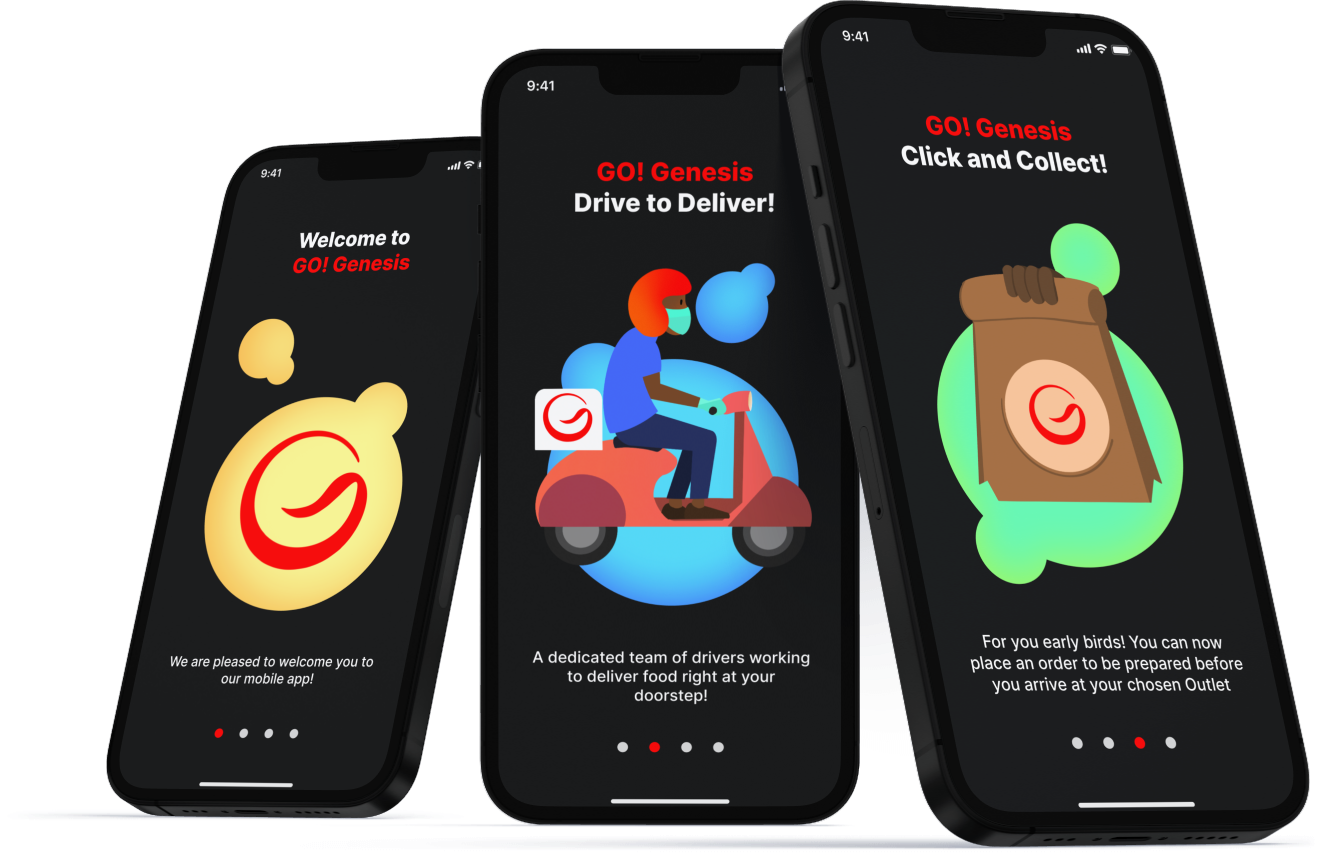 9:41
Welcome to
GO! Genesis
We are pleased to welcome you to
our mobile app!
9:41
GO! Genesis
Drive to Deliver!
A dedicated team of drivers working
to deliver food right at your
doorstep!
9:41
GO! Genesis
Click and Collect!
For you early birds! You can now
place an order to be prepared before
you arrive at your chosen Outlet